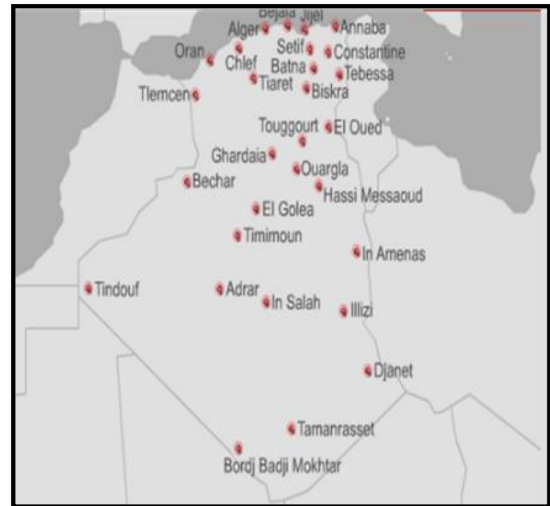 Bejaia
Jijel
Alger
Annaba
Oran
Chlef
Setif
Constantine
Batna
Tebessa
Tiaret
Biskra
Tlemcen
Touggourt
El Oued
Ghardaia
Ouargla
Bechar
Hassi Messaoud
El Golea
Timimoun
In Amenas
Tindouf
Adrar
In Salah
Illizi
Djanet
Tamanrasset
Bordj Badji Mokhtar